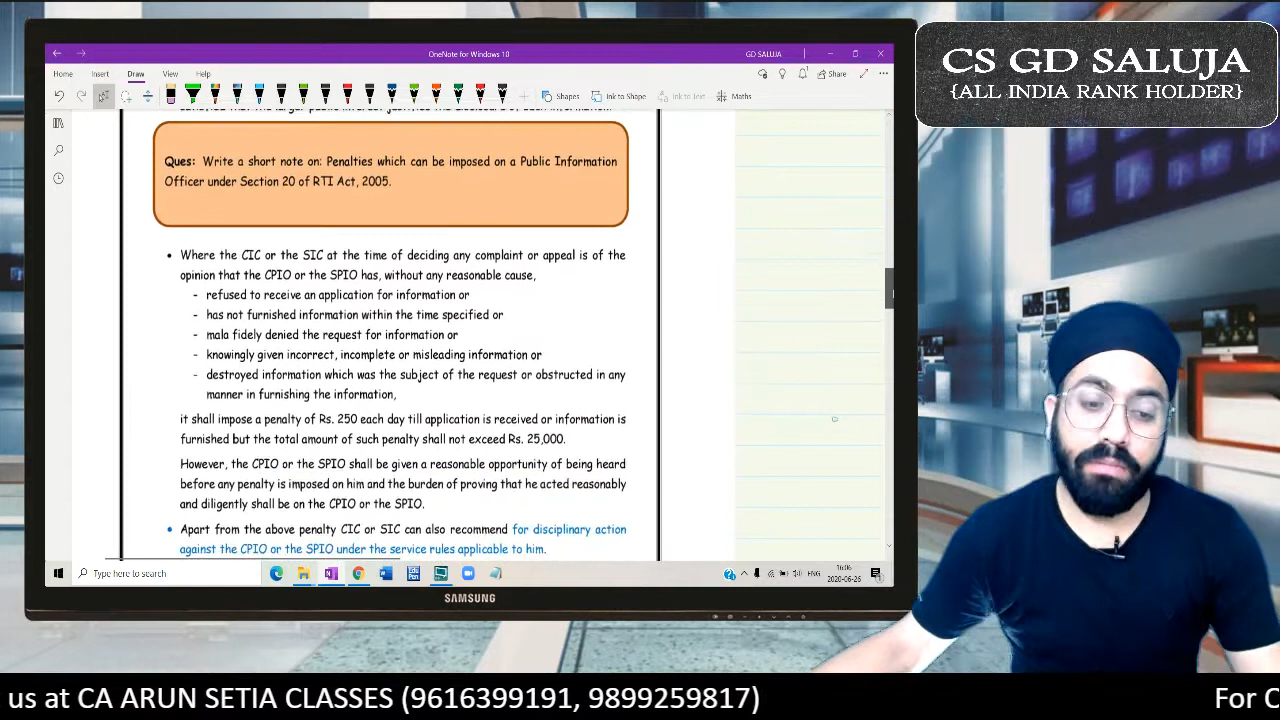 CS GD SALUJA
{ALL INDIA RANK HOLDER}
OneNote for Windows 10
GD SALUJA
Home Insert Draw View Help
Share
Shapes
Ink to Shape
Ink to Text
Maths
Ques: Write a short note on: Penalties which can be imposed on a Public Information
Officer under Section 20 of RTI Act, 2005.
• Where the CIC or the SIC at the time of deciding any complaint or appeal is of the
opinion that the CPIO or the SPIO has, without any reasonable cause,
- refused to receive an application for information or
- has not furnished information within the time specified or
- mala fidely denied the request for information or
- knowingly given incorrect, incomplete or misleading information or
- destroyed information which was the subject of the request or obstructed in any
manner in furnishing the information,
it shall impose a penalty of Rs. 250 each day till application is received or information is
furnished but the total amount of such penalty shall not exceed Rs. 25,000.
However, the CPIO or the SPIO shall be given a reasonable opportunity of being heard
before any penalty is imposed on him and the burden of proving that he acted reasonably
and diligently shall be on the CPIO or the SPIO.
• Apart from the above penalty CIC or SIC can also recommend for disciplinary action
against the CPIO or the SPIO under the service rules applicable to him.
Type here to search
ENG
16:06
2020-06-26
SAMSUNG
us at CA ARUN SETIA CLASSES (9616399191, 9899259817)
For C